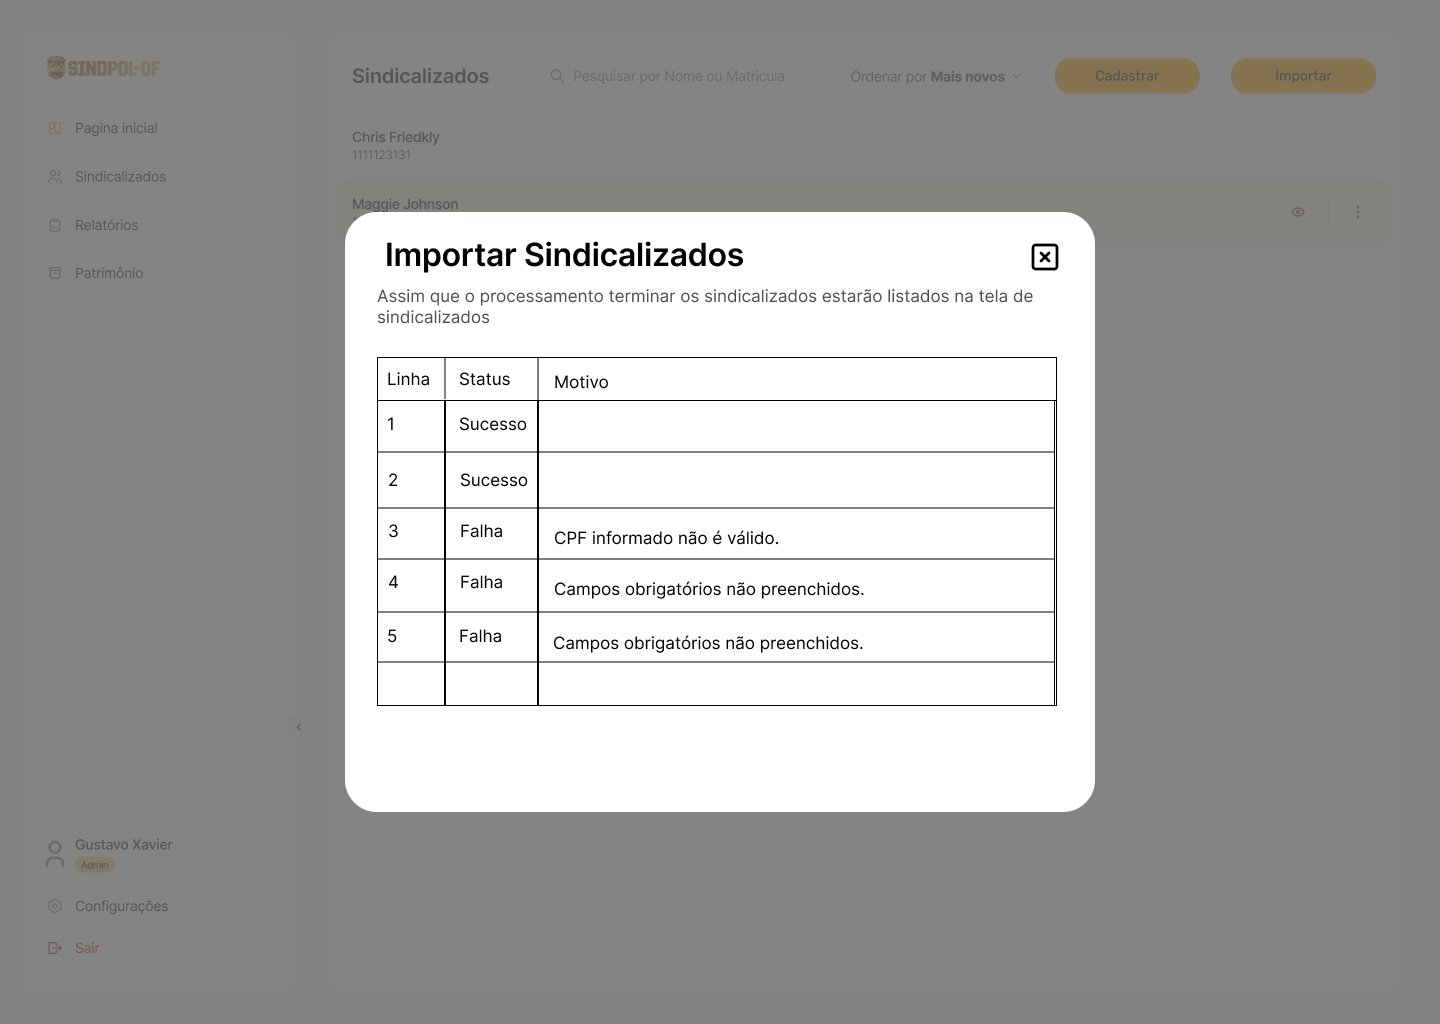 SINDPOL-DF
Pagina inicial
Sindicalizados
Relatórios
Patrimônio
Gustavo Xavier
Admin
Configurações
Sair
Sindicalizados
Pesquisar por Nome ou Matricula
Ordenar por Mais novos
Cadastrar
Importar
Chris Friedkly
1111123131
Maggie Johnson
Importar Sindicalizados
Assim que o processamento terminar os sindicalizados estarão listados na tela de
sindicalizados
Linha Status Motivo
1 Sucesso
2 Sucesso
3 Falha CPF informado não é válido.
4 Falha Campos obrigatórios não preenchidos.
5 Falha Campos obrigatórios não preenchidos.